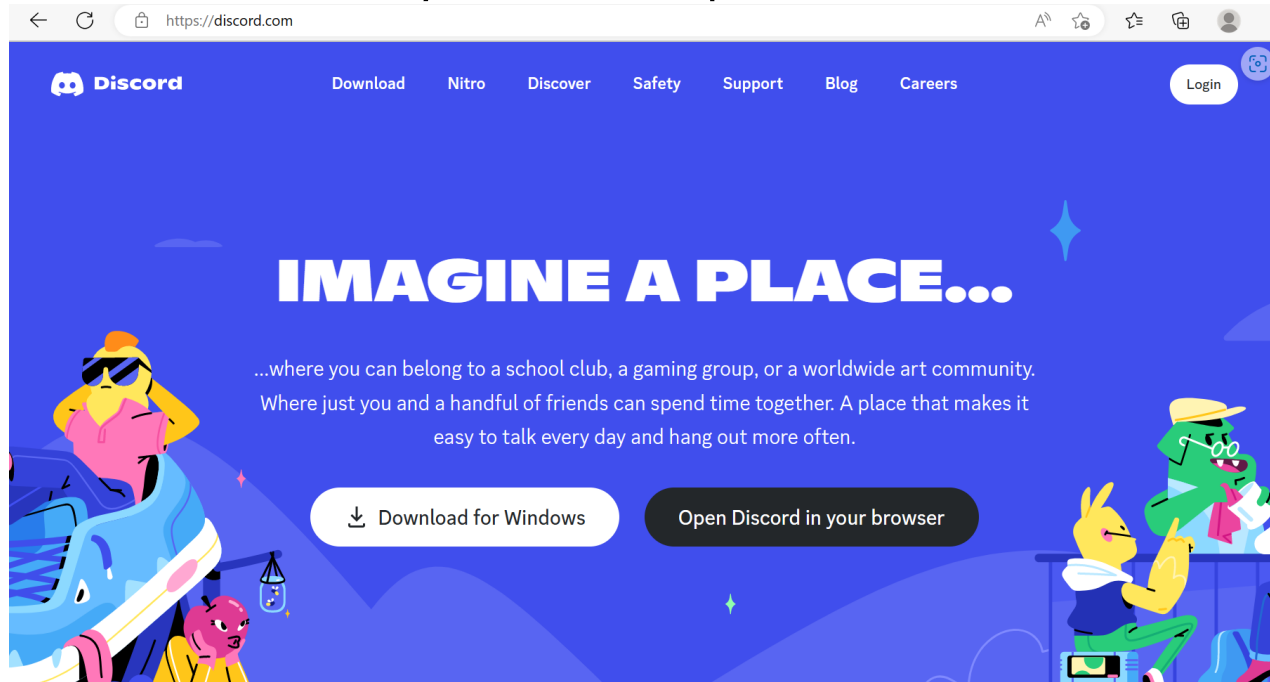 https://discord.com
Discord
Download Nitro Discover Safety Support Blog Careers
Login
IMAGINE A PLACE...
...where you can belong to a school club, a gaming group, or a worldwide art community.
Where just you and a handful of friends can spend time together. A place that makes it
easy to talk every day and hang out more often.
Download for Windows
Open Discord in your browser